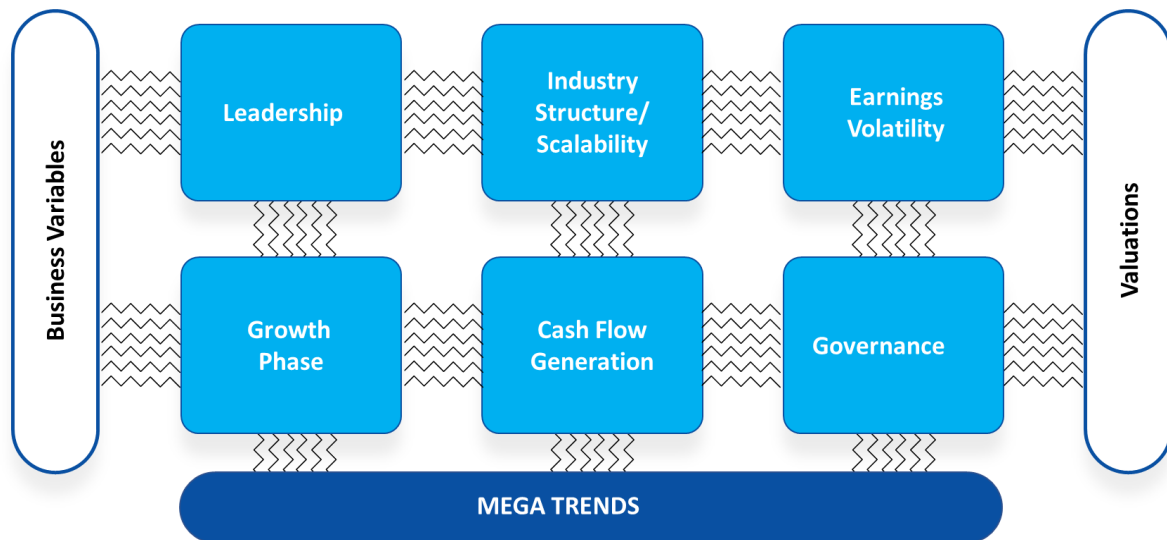 Business Variables
Leadership
Industry
Structure/
Scalability
Earnings
Volatility
Growth
Phase
Cash Flow
Generation
Governance
Valuations
MEGA TRENDS